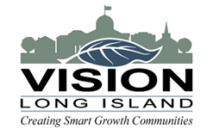 VISION
LONG ISLAND
Creating Smart Growth Communities